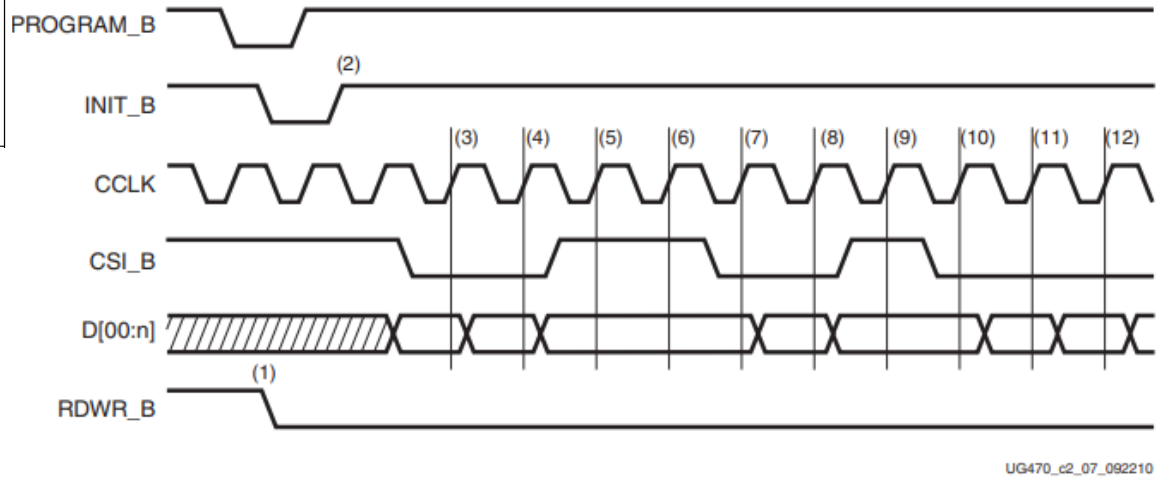 PROGRAM_B
(2)
INIT_B
(3) (4) (5) (6) (7) (8) (9) (10) (11) (12)
CCLK
CSI_B
D[00:n]
(1)
RDWR_B
UG470_c2_07_092210